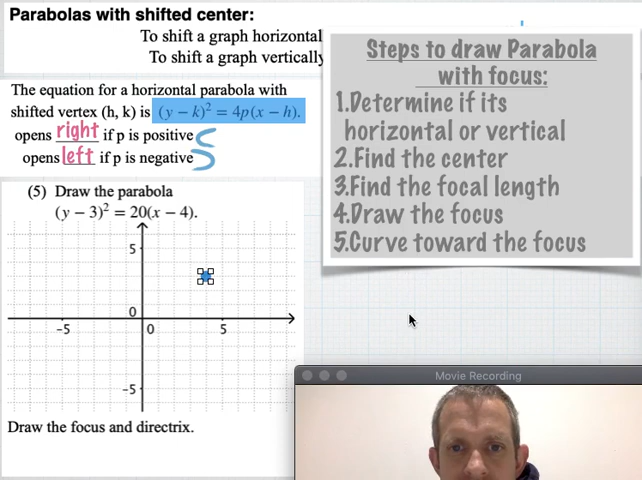 Parabolas with shifted center:
To shift a graph horizontal
To shift a graph vertically
The equation for a horizontal parabola with
shifted vertex (h, k) is (y − k)² = 4p(x − h).
opens right if p is positive
opens left if p is negative
(5) Draw the parabola
(y − 3)² = 20(x − 4).
5
0
-5
0
5
-5
Draw the focus and directrix.
Steps to draw Parabola
with focus:
1.Determine if its
horizontal or vertical
2.Find the center
3.Find the focal length
4.Draw the focus
5.Curve toward the focus
Movie Recording